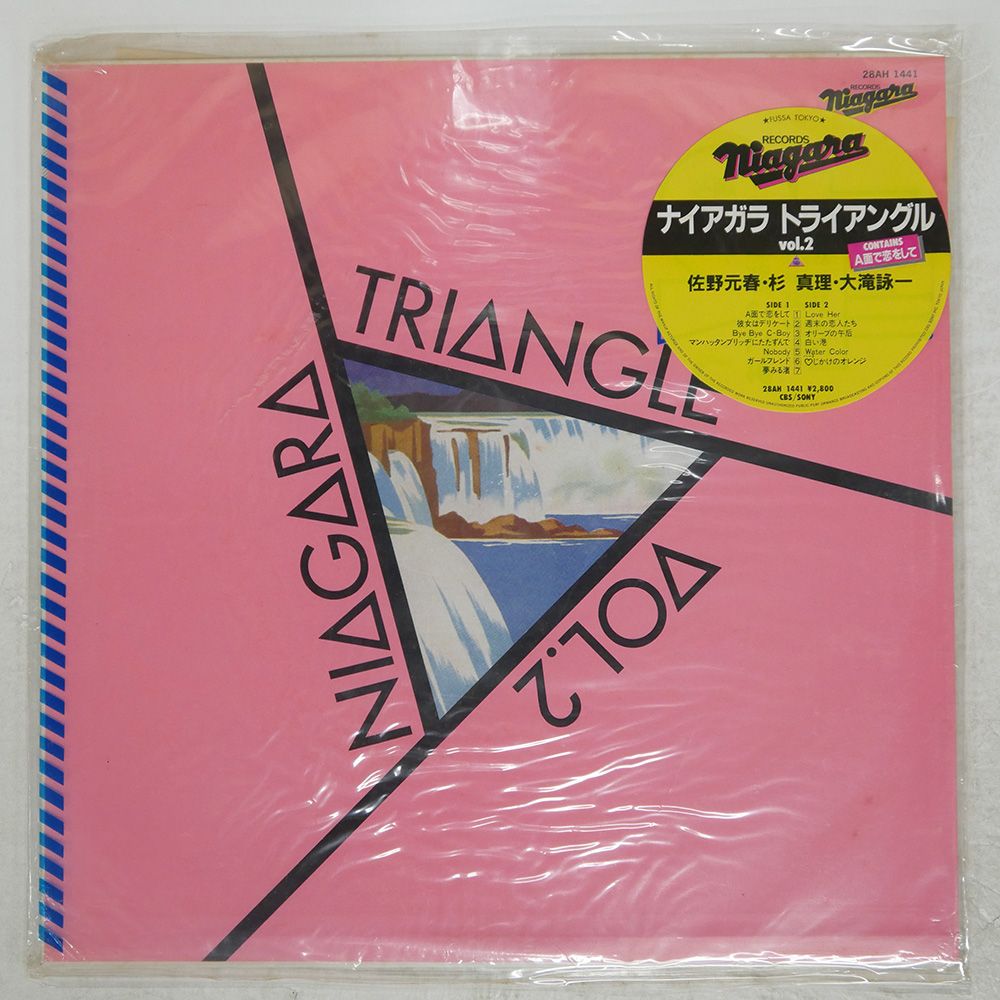 28AH 1441
RECORDS
Niagara
★FUSSA TOKYO★
RECORDS
Niagara
ナイアガラ トライアングル
vol.2
CONTAINS
A面で恋をして
佐野元春・杉 真理・大滝詠一
SIDE 1 SIDE 2
A面で恋をして 1 Love Her
彼女はデリケート 2 週末の恋人たち
Bye Bye C-Boy 3 オリーブの午后
マンハッタンブリッヂにたたずんで 4 白い港
Nobody 5 Water Color
ガールフレンド 6 ♡じかけのオレンジ
夢みる渚 7
28AH 1441 ¥2,800
CBS/SONY
NIAGARA
TRIANGLE
VOL.2